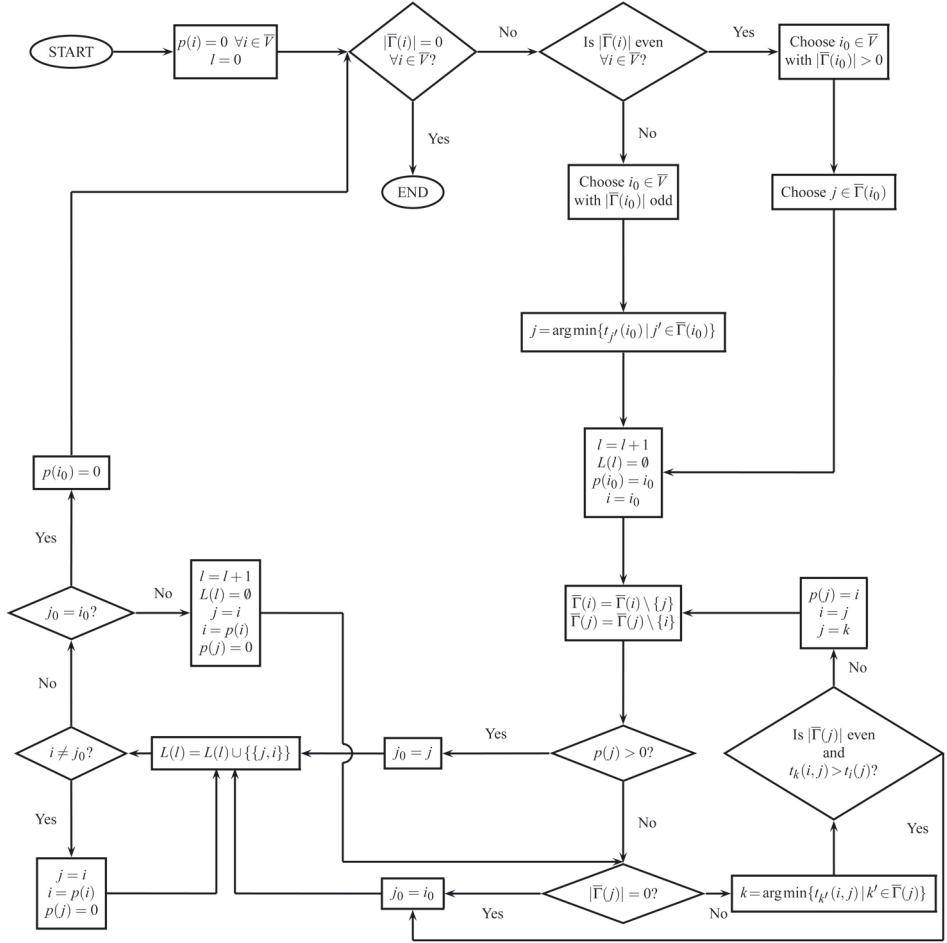 START
p(i) = 0 ∀i ∈ V̅
l = 0
|Γ̅(i)| = 0
∀i ∈ V̅?
No
Is |Γ̅(i)| even
∀i ∈ V̅?
Yes
Choose i₀ ∈ V̅
with |Γ̅(i₀)| > 0
Yes
No
END
Choose i₀ ∈ V̅
with |Γ̅(i₀)| odd
Choose j ∈ Γ̅(i₀)
j = arg min{t_{j′}(i₀) | j′ ∈ Γ̅(i₀)}
l = l + 1
L(l) = ∅
p(i₀) = i₀
i = i₀
p(i₀) = 0
Yes
j₀ = i₀?
No
l = l + 1
L(l) = ∅
j = i
i = p(i)
p(j) = 0
Γ̅(i) = Γ̅(i) \ {j}
Γ̅(j) = Γ̅(j) \ {i}
p(j) = i
i = j
j = k
No
No
i ≠ j₀?
L(l) = L(l) ∪ {{j, i}}
j₀ = j
Yes
p(j) > 0?
Is |Γ̅(j)| even
and
t_k(i, j) > t_i(j)?
Yes
No
Yes
j = i
i = p(i)
p(j) = 0
j₀ = i₀
Yes
|Γ̅(j)| = 0?
No
k = arg min{t_{k′}(i, j) | k′ ∈ Γ̅(j)}